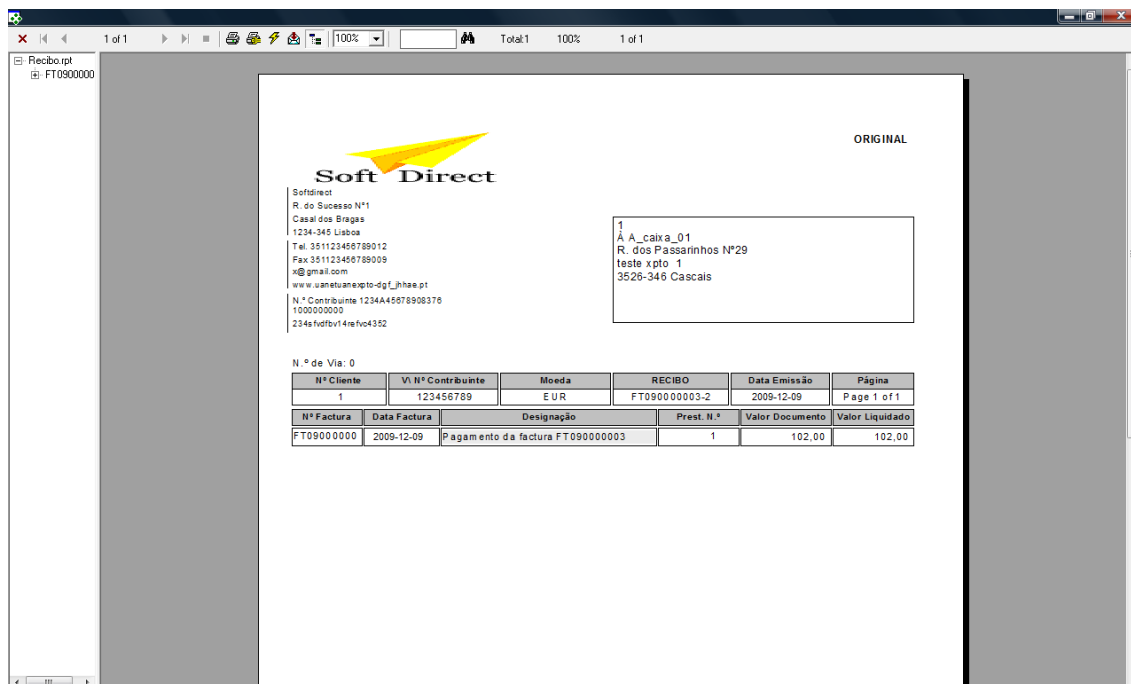 1 of 1 100% Total:1 100% 1 of 1
Recibo.rpt
FT0900000
ORIGINAL
Soft Direct
Softdirect
R. do Sucesso Nº1
Casal dos Bragas
1234-345 Lisboa
Tel. 351123456789012
Fax 351123456789009
x@gmail.com
www.uanetuanexpto-dgf_jhhae.pt
N.º Contribuinte 1234A45678908376
1000000000
234sfvdfbv14refvc4352
1
À A_caixa_01
R. dos Passarinhos Nº29
teste xpto 1
3526-346 Cascais
N.º de Via: 0
Nº Cliente V\ Nº Contribuinte Moeda RECIBO Data Emissão Página
1 123456789 EUR FT090000003-2 2009-12-09 Page 1 of 1
Nº Factura Data Factura Designação Prest. N.º Valor Documento Valor Liquidado
FT09000000 2009-12-09 Pagamento da factura FT090000003 1 102,00 102,00